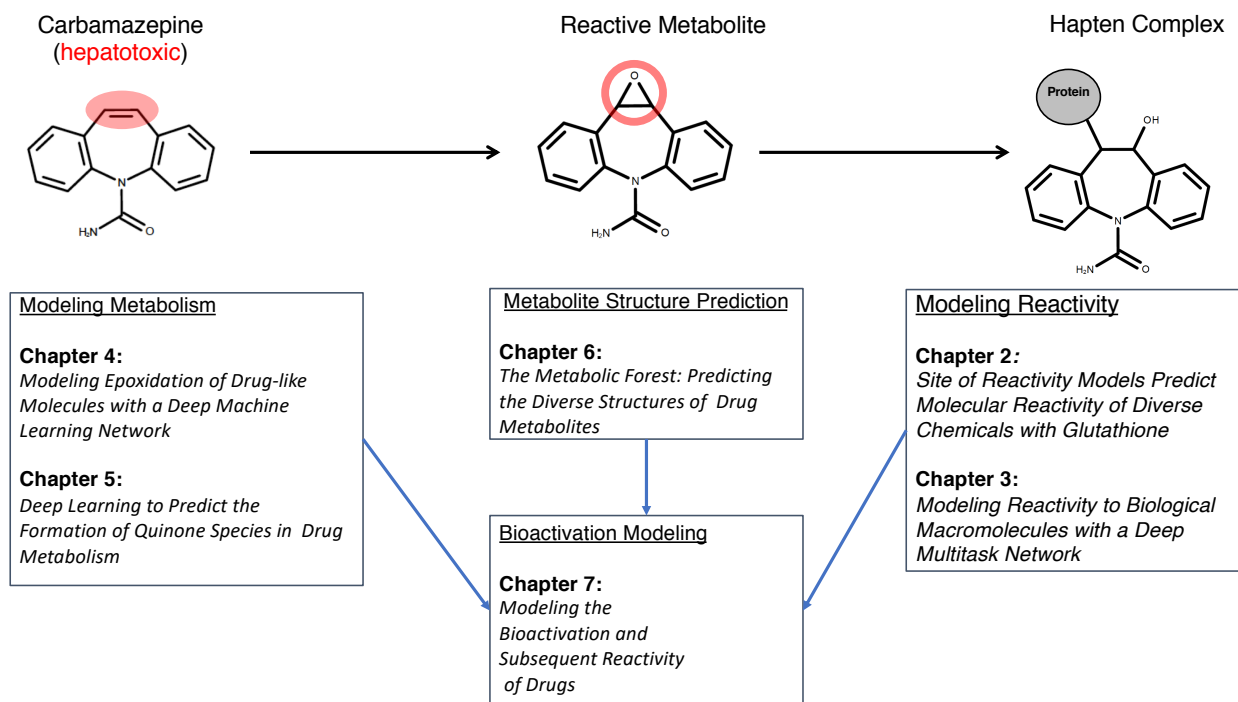 Carbamazepine
(hepatotoxic)
Reactive Metabolite
Hapten Complex
N
H₂N
O
O
N
H₂N
O
Protein
OH
N
H₂N
O
Modeling Metabolism
Chapter 4:
Modeling Epoxidation of Drug-like
Molecules with a Deep Machine
Learning Network
Chapter 5:
Deep Learning to Predict the
Formation of Quinone Species in Drug
Metabolism
Metabolite Structure Prediction
Chapter 6:
The Metabolic Forest: Predicting
the Diverse Structures of Drug
Metabolites
Modeling Reactivity
Chapter 2:
Site of Reactivity Models Predict
Molecular Reactivity of Diverse
Chemicals with Glutathione
Chapter 3:
Modeling Reactivity to Biological
Macromolecules with a Deep
Multitask Network
Bioactivation Modeling
Chapter 7:
Modeling the
Bioactivation and
Subsequent Reactivity
of Drugs